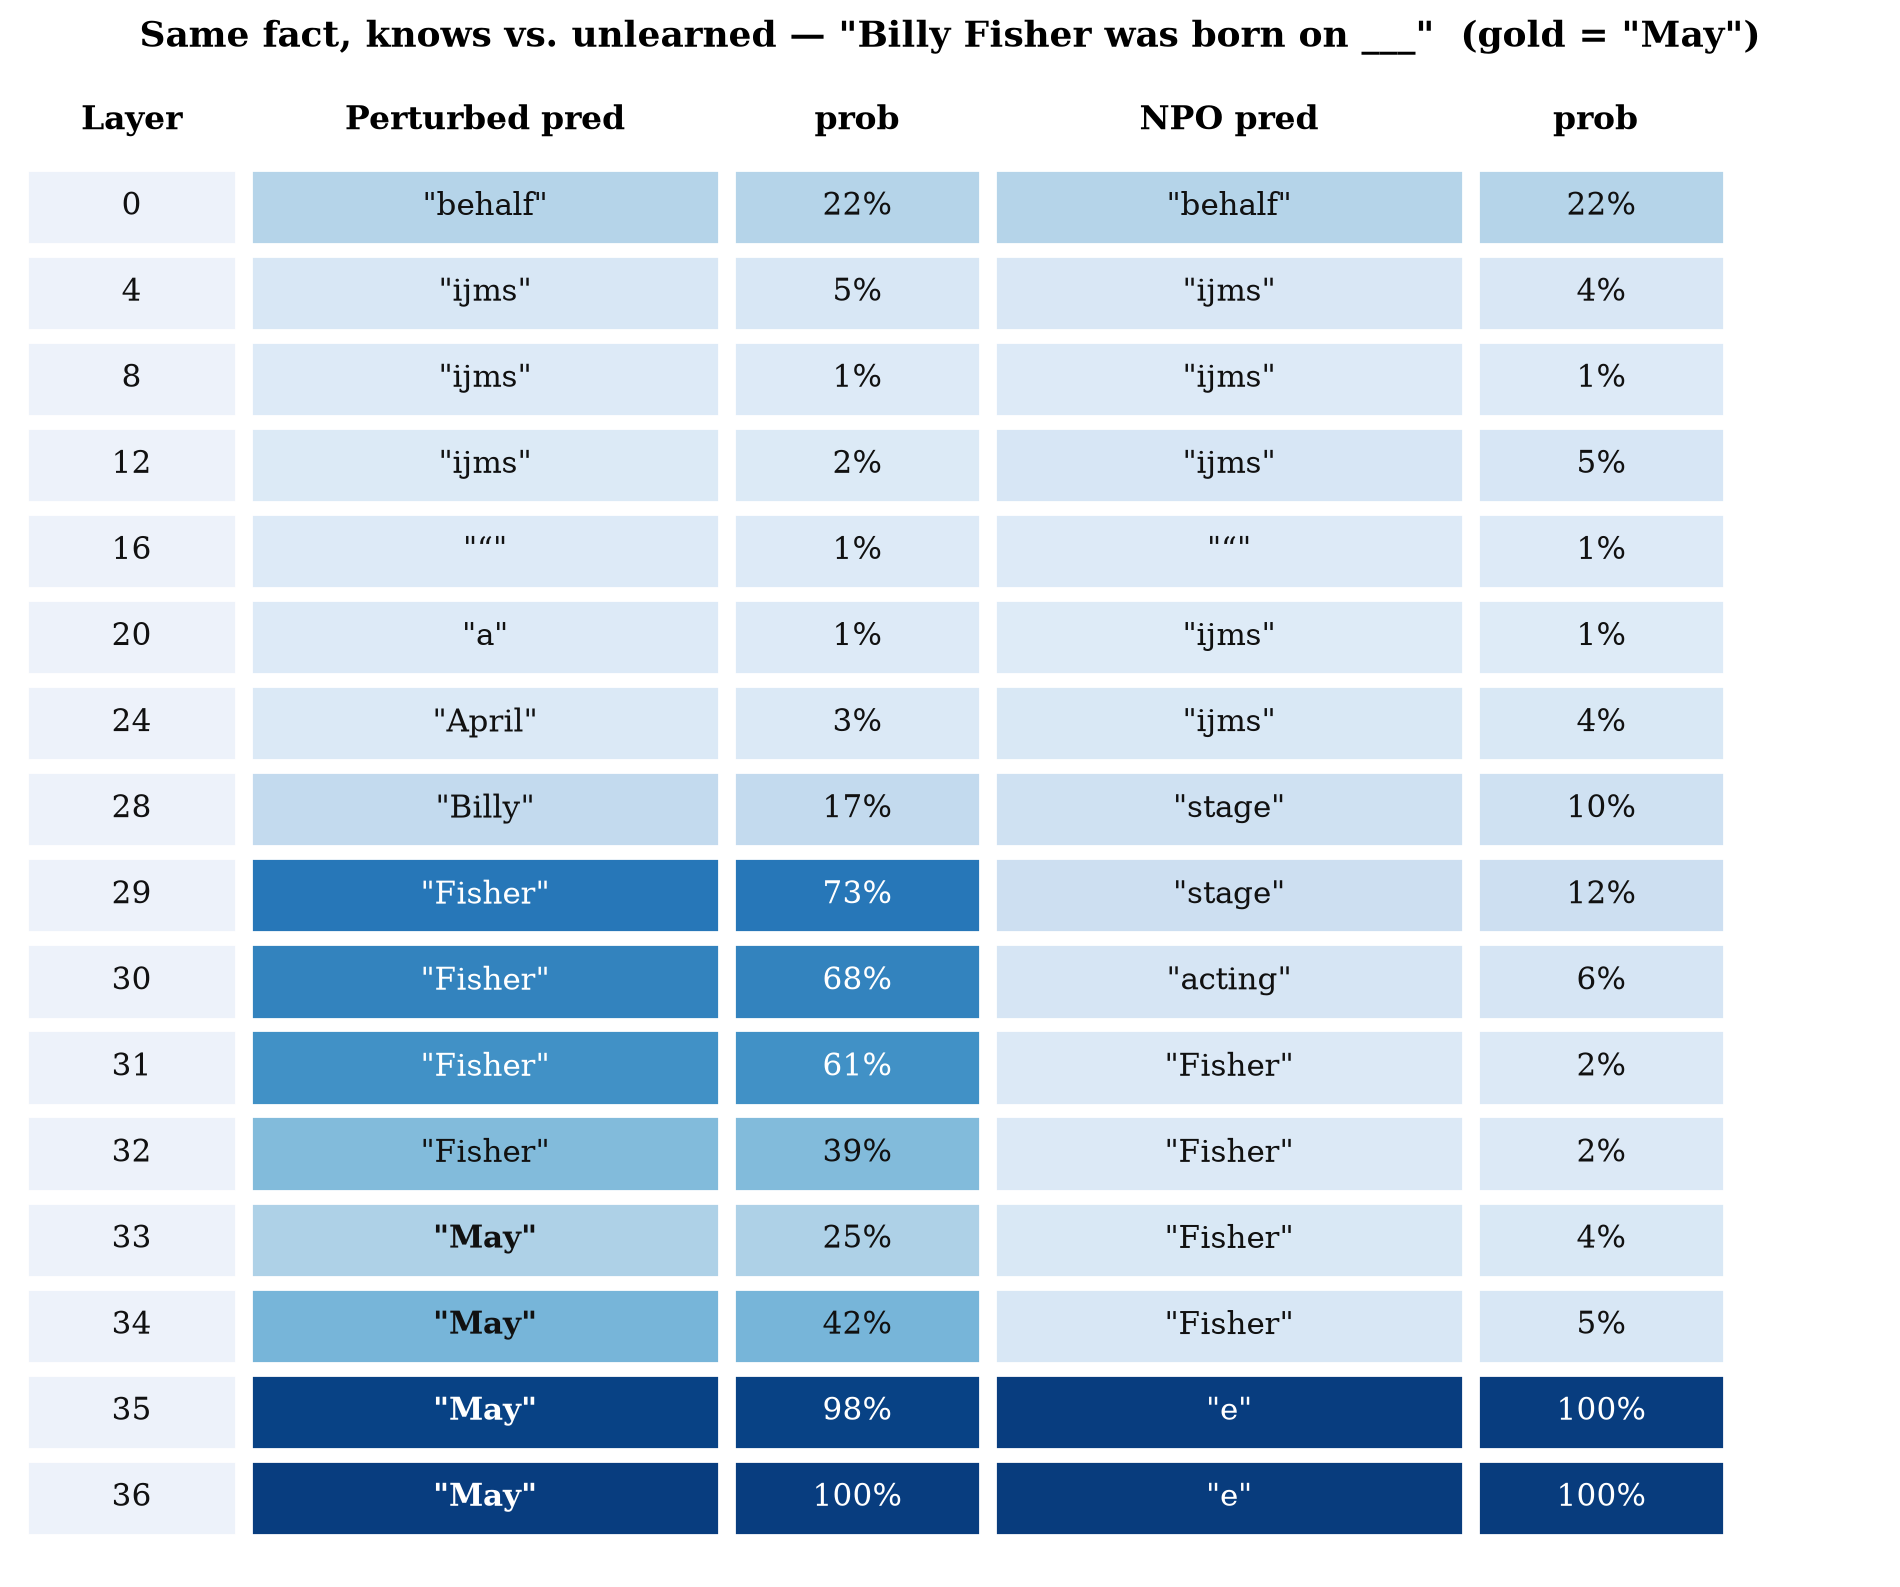 Same fact, knows vs. unlearned — "Billy Fisher was born on ___" (gold = "May")
Layer Perturbed pred prob NPO pred prob
0 "behalf" 22% "behalf" 22%
4 "ijms" 5% "ijms" 4%
8 "ijms" 1% "ijms" 1%
12 "ijms" 2% "ijms" 5%
16 "“" 1% "“" 1%
20 "a" 1% "ijms" 1%
24 "April" 3% "ijms" 4%
28 "Billy" 17% "stage" 10%
29 "Fisher" 73% "stage" 12%
30 "Fisher" 68% "acting" 6%
31 "Fisher" 61% "Fisher" 2%
32 "Fisher" 39% "Fisher" 2%
33 "May" 25% "Fisher" 4%
34 "May" 42% "Fisher" 5%
35 "May" 98% "e" 100%
36 "May" 100% "e" 100%